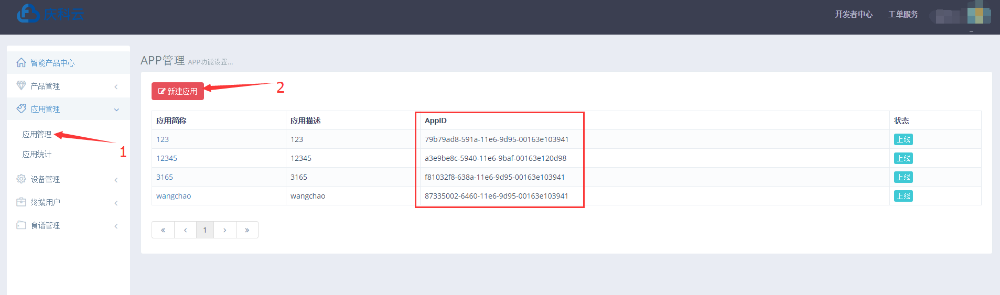 庆科云
开发者中心 工单服务
智能产品中心
产品管理
应用管理
应用管理
应用统计
设备管理
终端用户
食谱管理
1
APP管理 APP功能设置...
新建应用
2
应用简称 应用描述 AppID 状态
123 123 79b79ad8-591a-11e6-9d95-00163e103941 上线
12345 12345 a3e9be8c-5940-11e6-9baf-00163e120d98 上线
3165 3165 f81032f8-638a-11e6-9d95-00163e103941 上线
wangchao wangchao 87335002-6460-11e6-9d95-00163e103941 上线
« ‹ 1 › »